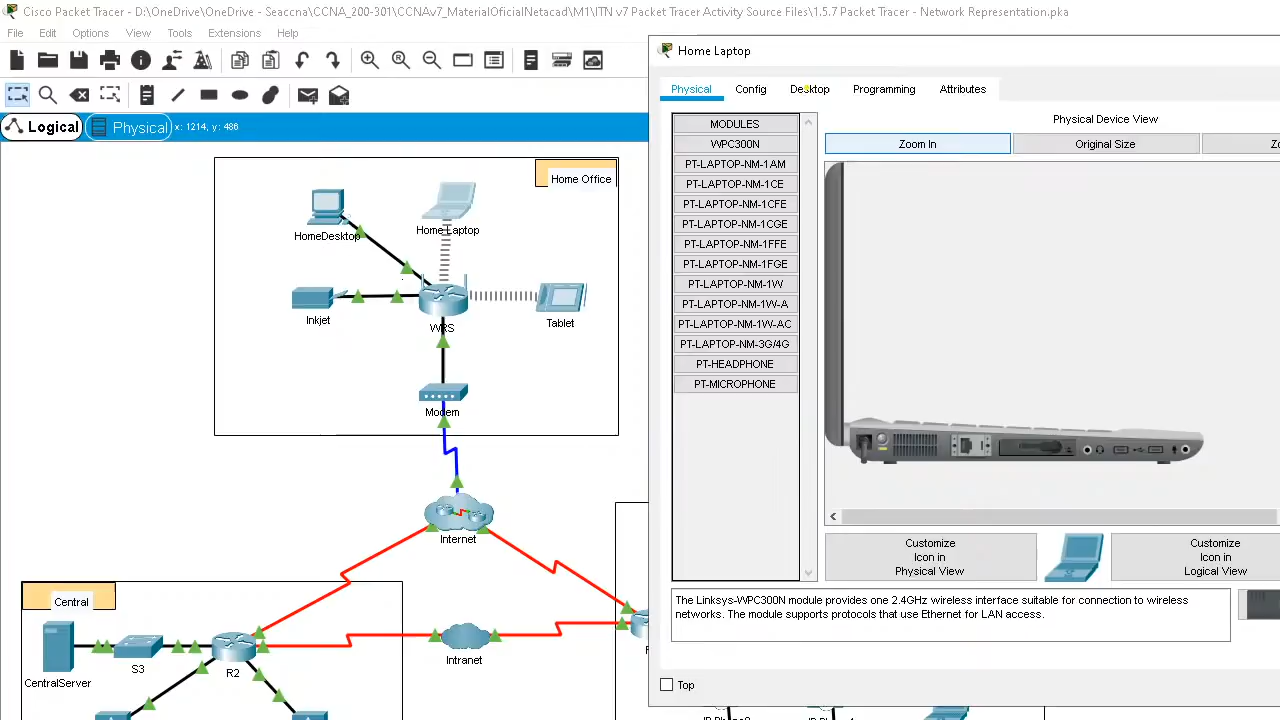 Cisco Packet Tracer - D:\OneDrive\OneDrive - Seaccna\CCNA_200-301\CCNAv7_MaterialOficialNetacad\M1\ITN v7 Packet Tracer Activity Source Files\1.5.7 Packet Tracer - Network Representation.pka
File Edit Options View Tools Extensions Help
Logical Physical x: 1214, y: 486
Home Office
HomeDesktop
Home Laptop
Inkjet
WRS
Tablet
Modem
Internet
Central
CentralServer
S3
R2
Intranet
Home Laptop
Physical Config Desktop Programming Attributes
MODULES
WPC300N
PT-LAPTOP-NM-1AM
PT-LAPTOP-NM-1CE
PT-LAPTOP-NM-1CFE
PT-LAPTOP-NM-1CGE
PT-LAPTOP-NM-1FFE
PT-LAPTOP-NM-1FGE
PT-LAPTOP-NM-1W
PT-LAPTOP-NM-1W-A
PT-LAPTOP-NM-1W-AC
PT-LAPTOP-NM-3G/4G
PT-HEADPHONE
PT-MICROPHONE
Physical Device View
Zoom In Original Size
Customize
Icon in
Physical View
Customize
Icon in
Logical View
The Linksys-WPC300N module provides one 2.4GHz wireless interface suitable for connection to wireless
networks. The module supports protocols that use Ethernet for LAN access.
Top